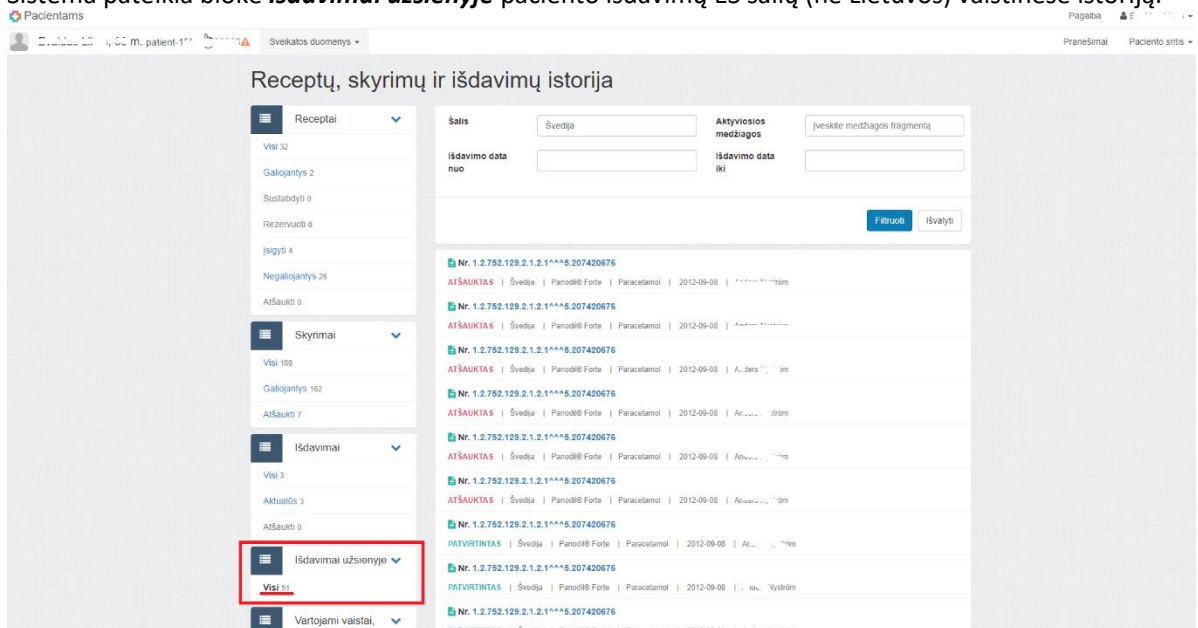 Sistema pateikia bloke Išdavimai užsienyje paciento išdavimų ES šalių (ne Lietuvos) vaistinėse istoriją.
Pacientams
Pagalba
m. patient- Sveikatos duomenys
Pranešimai Paciento sritis
Receptų, skyrimų ir išdavimų istorija
Receptai
Visi 32
Galiojantys 2
Sustabdyti 0
Rezervuoti 0
Įsigyti 4
Negaliojantys 26
Atšaukti 0
Skyrimai
Visi 169
Galiojantys 162
Atšaukti 7
Išdavimai
Visi 3
Aktualūs 3
Atšaukti 0
Išdavimai užsienyje
Visi 51
Vartojami vaistai,
Šalis Švedija
Aktyviosios medžiagos Įveskite medžiagos fragmentą
Išdavimo data nuo
Išdavimo data iki
Filtruoti Išvalyti
Nr. 1.2.752.129.2.1.2.1^^^5.207420676
ATŠAUKTAS | Švedija | Panodil® Forte | Paracetamol | 2012-09-08 |
Nr. 1.2.752.129.2.1.2.1^^^5.207420676
ATŠAUKTAS | Švedija | Panodil® Forte | Paracetamol | 2012-09-08 |
Nr. 1.2.752.129.2.1.2.1^^^5.207420676
ATŠAUKTAS | Švedija | Panodil® Forte | Paracetamol | 2012-09-08 |
Nr. 1.2.752.129.2.1.2.1^^^5.207420676
ATŠAUKTAS | Švedija | Panodil® Forte | Paracetamol | 2012-09-08 |
Nr. 1.2.752.129.2.1.2.1^^^5.207420676
ATŠAUKTAS | Švedija | Panodil® Forte | Paracetamol | 2012-09-08 |
Nr. 1.2.752.129.2.1.2.1^^^5.207420676
ATŠAUKTAS | Švedija | Panodil® Forte | Paracetamol | 2012-09-08 |
Nr. 1.2.752.129.2.1.2.1^^^5.207420676
PATVIRTINTAS | Švedija | Panodil® Forte | Paracetamol | 2012-09-08 |
Nr. 1.2.752.129.2.1.2.1^^^5.207420676
PATVIRTINTAS | Švedija | Panodil® Forte | Paracetamol | 2012-09-08 | Nyström
Nr. 1.2.752.129.2.1.2.1^^^5.207420676